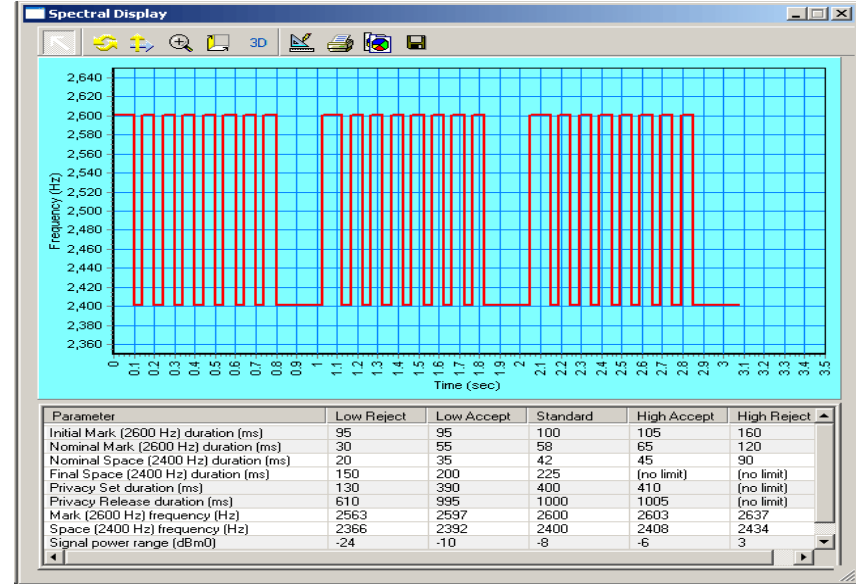 Spectral Display
3D
2,640
2,620
2,600
2,580
2,560
2,540
2,520
2,500
2,480
2,460
2,440
2,420
2,400
2,380
2,360
Frequency (Hz)
0 0.1 0.2 0.3 0.4 0.5 0.6 0.7 0.8 0.9 1 1.1 1.2 1.3 1.4 1.5 1.6 1.7 1.8 1.9 2 2.1 2.2 2.3 2.4 2.5 2.6 2.7 2.8 2.9 3 3.1 3.2 3.3 3.4 3.5
Time (sec)
Parameter Low Reject Low Accept Standard High Accept High Reject
Initial Mark (2600 Hz) duration (ms) 95 95 100 105 160
Nominal Mark (2600 Hz) duration (ms) 30 55 58 65 120
Nominal Space (2400 Hz) duration (ms) 20 35 42 45 90
Final Space (2400 Hz) duration (ms) 150 200 225 (no limit) (no limit)
Privacy Set duration (ms) 130 390 400 410 (no limit)
Privacy Release duration (ms) 610 995 1000 1005 (no limit)
Mark (2600 Hz) frequency (Hz) 2563 2597 2600 2603 2637
Space (2400 Hz) frequency (Hz) 2366 2392 2400 2408 2434
Signal power range (dBm0) -24 -10 -8 -6 3